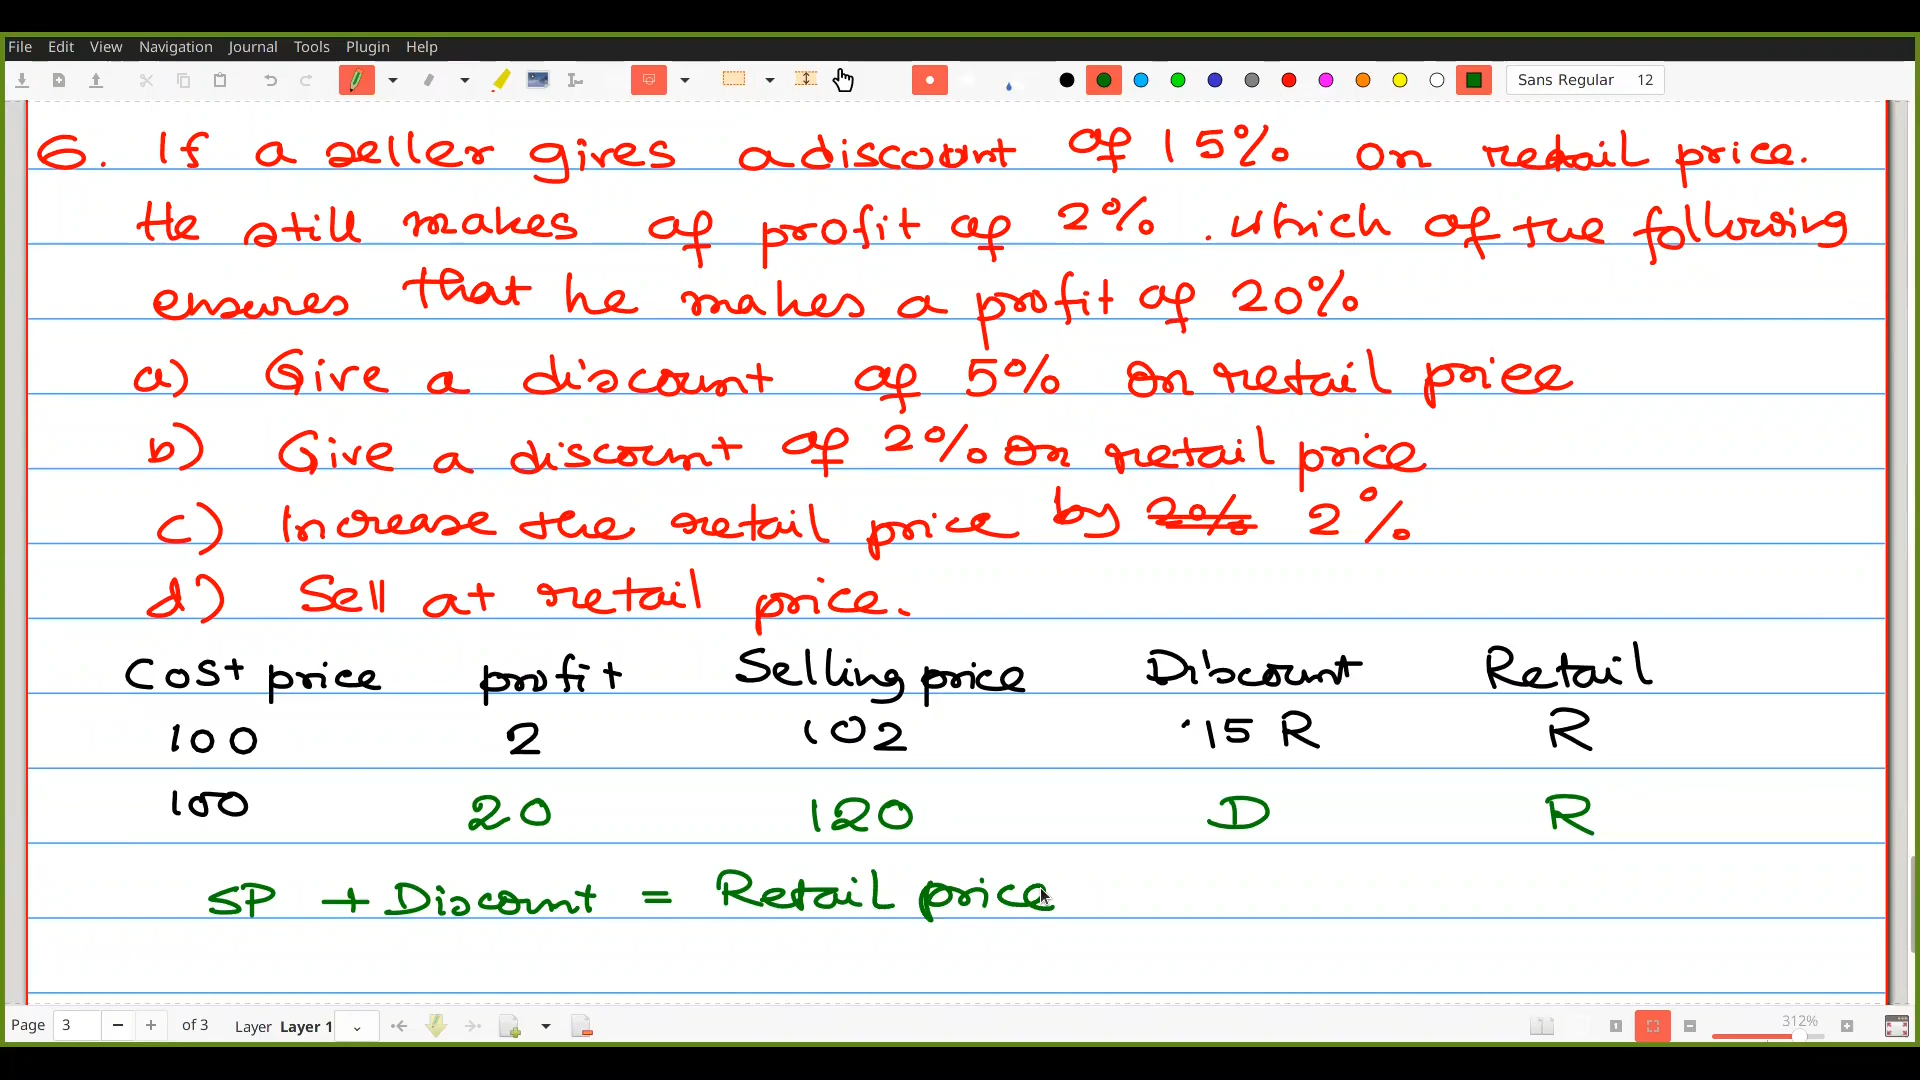 File Edit View Navigation Journal Tools Plugin Help
Sans Regular 12
6. If a seller gives a discount of 15% on retail price.
He still makes of profit of 2%. which of the following
ensures that he makes a profit of 20%
a) Give a discount of 5% on retail price
b) Give a discount of 2% on retail price
c) Increase the retail price by 20% 2%
d) Sell at retail price.
Cost price profit Selling price Discount Retail
100 2 102 .15 R R
100 20 120 D R
SP + Discount = Retail price
Page 3 of 3 Layer Layer 1 312%